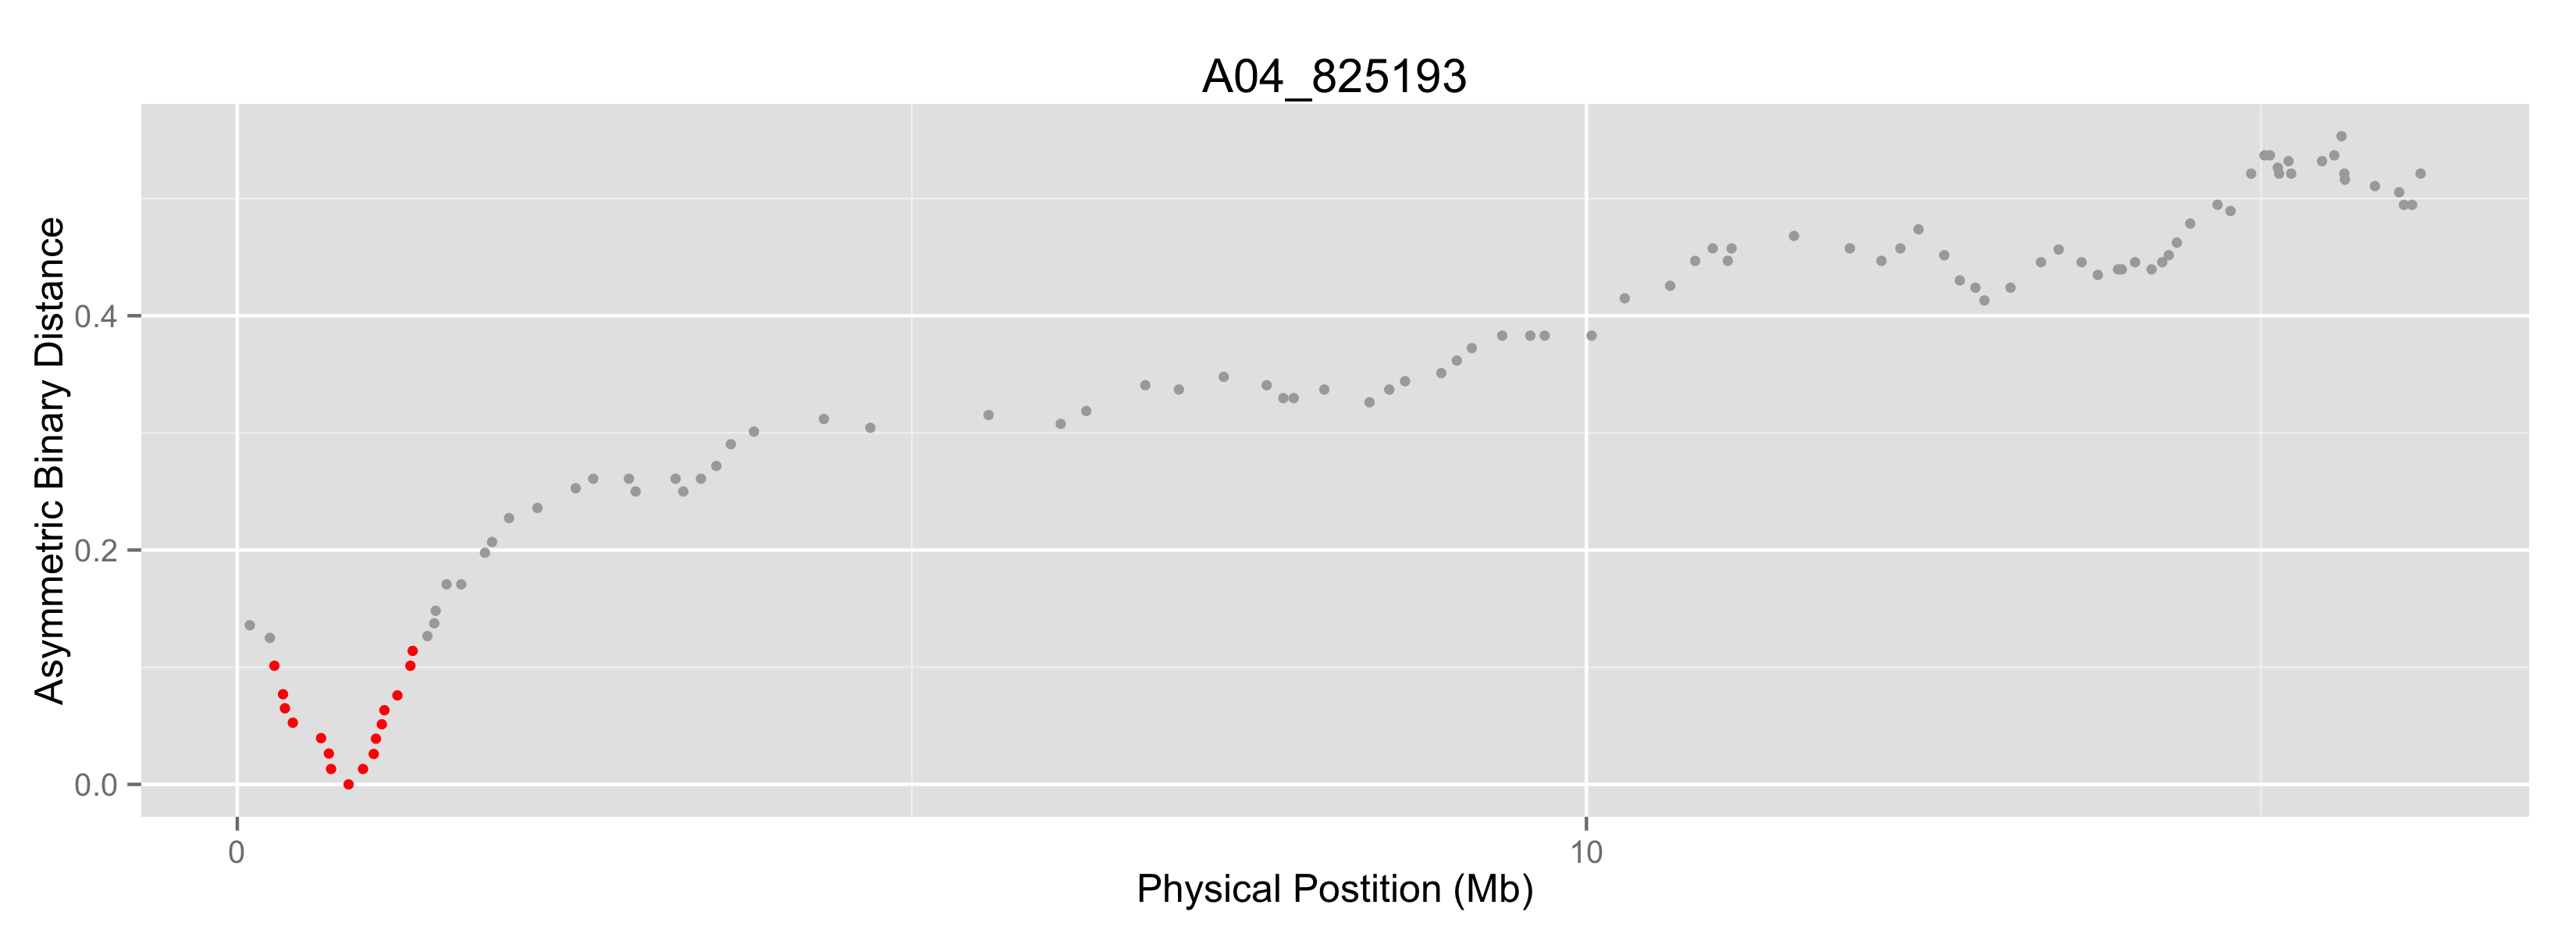 A04_825193
Asymmetric Binary Distance
0.4
0.2
0.0
0
10
Physical Postition (Mb)